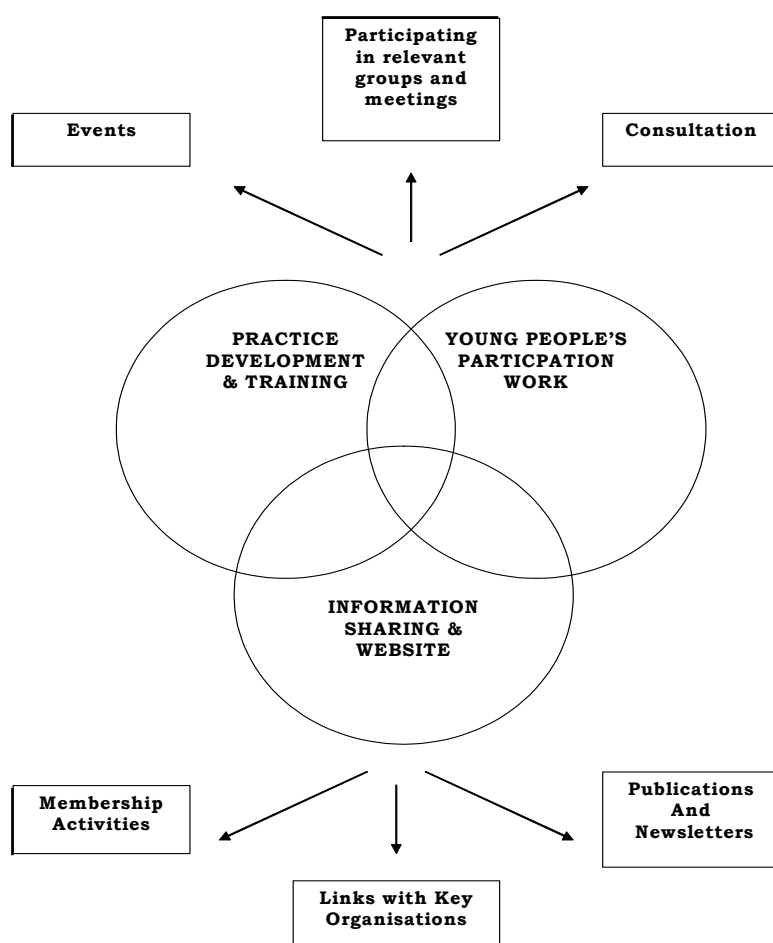 Participating
in relevant
groups and
meetings
Events
Consultation
PRACTICE
DEVELOPMENT
& TRAINING
YOUNG PEOPLE’S
PARTICPATION
WORK
INFORMATION
SHARING &
WEBSITE
Membership
Activities
Publications
And
Newsletters
Links with Key
Organisations